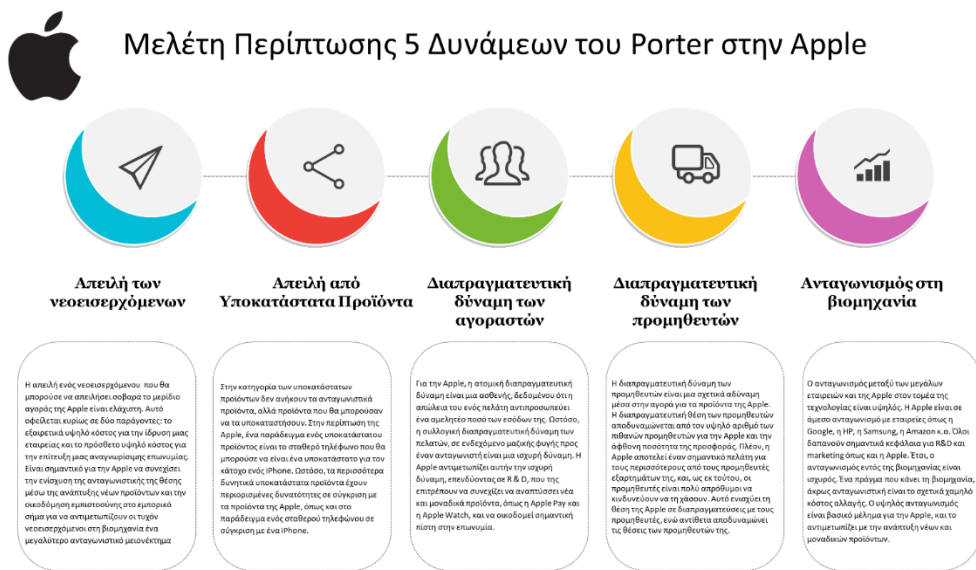 Μελέτη Περίπτωσης 5 Δυνάμεων του Porter στην Apple
Απειλή των
νεοεισερχόμενων
Απειλή από
Υποκατάστατα Προϊόντα
Διαπραγματευτική
δύναμη των
αγοραστών
Διαπραγματευτική
δύναμη των
προμηθευτών
Ανταγωνισμός στη
βιομηχανία
Η απειλή ενός νεοεισερχόμενου που θα
μπορούσε να απειλήσει σοβαρά το μερίδιο
αγοράς της Apple είναι ελάχιστη. Αυτό
οφείλεται κυρίως σε δύο παράγοντες: το
εξαιρετικά υψηλό κόστος για την ίδρυση μιας
εταιρείας και το πρόσθετο υψηλό κόστος για
την επίτευξη μιας αναγνωρίσιμης επωνυμίας.
Είναι σημαντικό για την Apple να συνεχίσει
την ενίσχυση της ανταγωνιστικής της θέσης
μέσω της ανάπτυξης νέων προϊόντων και την
οικοδόμηση εμπιστοσύνης στο εμπορικό
σήμα για να αντιμετωπίζουν οι τυχόν
νεοεισερχόμενοι στη βιομηχανία ένα
μεγαλύτερο ανταγωνιστικό μειονέκτημα
Στην κατηγορία των υποκατάστατων
προϊόντων δεν ανήκουν τα ανταγωνιστικά
προϊόντα, αλλά προϊόντα που θα μπορούσαν
να τα υποκαταστήσουν. Στην περίπτωση της
Apple, ένα παράδειγμα ενός υποκατάστατου
προϊόντος είναι το σταθερό τηλέφωνο που θα
μπορούσε να είναι ένα υποκατάστατο για τον
κάτοχο ενός iPhone. Ωστόσο, τα περισσότερα
δυνητικά υποκατάστατα προϊόντα έχουν
περιορισμένες δυνατότητες σε σύγκριση με
τα προϊόντα της Apple, όπως και στο
παράδειγμα ενός σταθερού τηλεφώνου σε
σύγκριση με ένα iPhone.
Για την Apple, η ατομική διαπραγματευτική
δύναμη είναι μια ασθενής, δεδομένου ότι η
απώλεια του ενός πελάτη αντιπροσωπεύει
ένα αμελητέο ποσό των εσόδων της. Ωστόσο,
η συλλογική διαπραγματευτική δύναμη των
πελατών, σε ενδεχόμενο μαζικής φυγής προς
έναν ανταγωνιστή είναι μια ισχυρή δύναμη. Η
Apple αντιμετωπίζει αυτήν την ισχυρή
δύναμη, επενδύοντας σε R & D, που της
επιτρέπουν να συνεχίζει να αναπτύσσει νέα
και μοναδικά προϊόντα, όπως η Apple Pay και
η Apple Watch, και να οικοδομεί σημαντική
πίστη στην επωνυμία.
Η διαπραγματευτική δύναμη των
προμηθευτών είναι μια σχετικά αδύναμη
μέσα στην αγορά για τα προϊόντα της Apple.
Η διαπραγματευτική θέση των προμηθευτών
αποδυναμώνεται από τον υψηλό αριθμό των
πιθανών προμηθευτών για την Apple και την
άφθονη ποσότητα της προσφοράς. Πλέον, η
Apple αποτελεί έναν σημαντικό πελάτη για
τους περισσότερους από τους προμηθευτές
εξαρτημάτων της, και, ως εκ τούτου, οι
προμηθευτές είναι πολύ απρόθυμοι να
κινδυνεύουν να τη χάσουν. Αυτό ενισχύει τη
θέση της Apple σε διαπραγματεύσεις με τους
προμηθευτές, ενώ αντίθετα αποδυναμώνει
τις θέσεις των προμηθευτών της.
Ο ανταγωνισμός μεταξύ των μεγάλων
εταιρειών και της Apple στον τομέα της
τεχνολογίας είναι υψηλός. Η Apple είναι σε
άμεσο ανταγωνισμό με εταιρείες όπως η
Google, η HP, η Samsung, η Amazon κ.α. Όλοι
δαπανούν σημαντικά κεφάλαια για R&D και
marketing όπως και η Apple. Έτσι, ο
ανταγωνισμός εντός της βιομηχανίας είναι
ισχυρός. Ένα πράγμα που κάνει τη βιομηχανία,
άκρως ανταγωνιστική είναι το σχετικά χαμηλό
κόστος αλλαγής. Ο υψηλός ανταγωνισμός
είναι βασικό μέλημα για την Apple, και το
αντιμετωπίζει με την ανάπτυξη νέων και
μοναδικών προϊόντων.